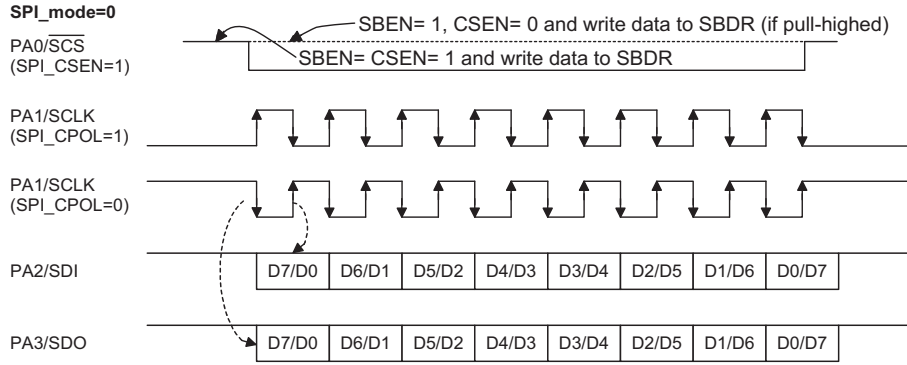 SPI_mode=0
SBEN= 1, CSEN= 0 and write data to SBDR (if pull-highed)
PA0/SCS
(SPI_CSEN=1)
SBEN= CSEN= 1 and write data to SBDR
PA1/SCLK
(SPI_CPOL=1)
PA1/SCLK
(SPI_CPOL=0)
PA2/SDI D7/D0 D6/D1 D5/D2 D4/D3 D3/D4 D2/D5 D1/D6 D0/D7
PA3/SDO D7/D0 D6/D1 D5/D2 D4/D3 D3/D4 D2/D5 D1/D6 D0/D7